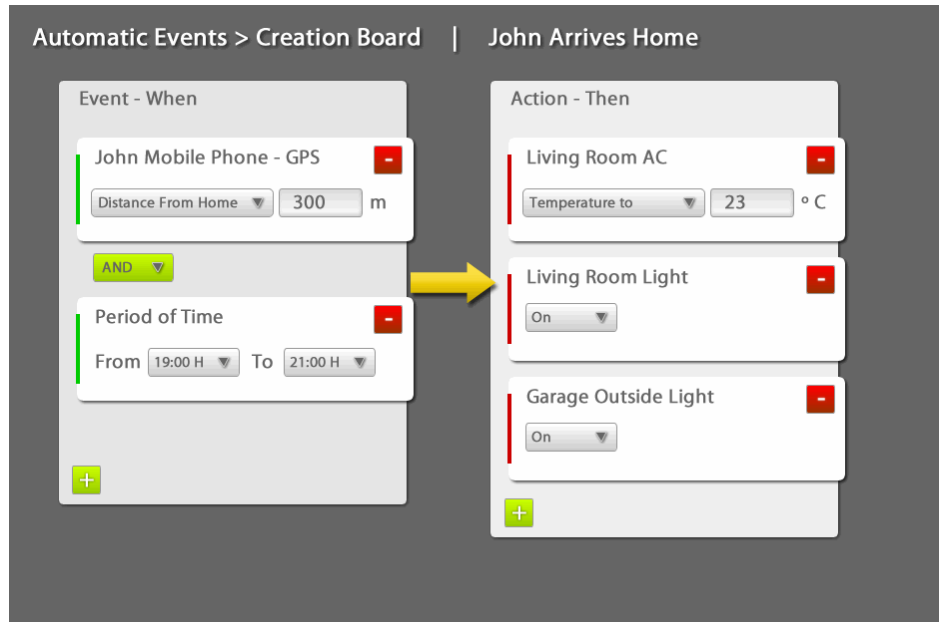 Automatic Events > Creation Board | John Arrives Home
Event - When
John Mobile Phone - GPS
-
Distance From Home 300 m
AND
Period of Time
-
From 19:00 H To 21:00 H
+
Action - Then
Living Room AC
-
Temperature to 23 º C
Living Room Light
-
On
Garage Outside Light
-
On
+